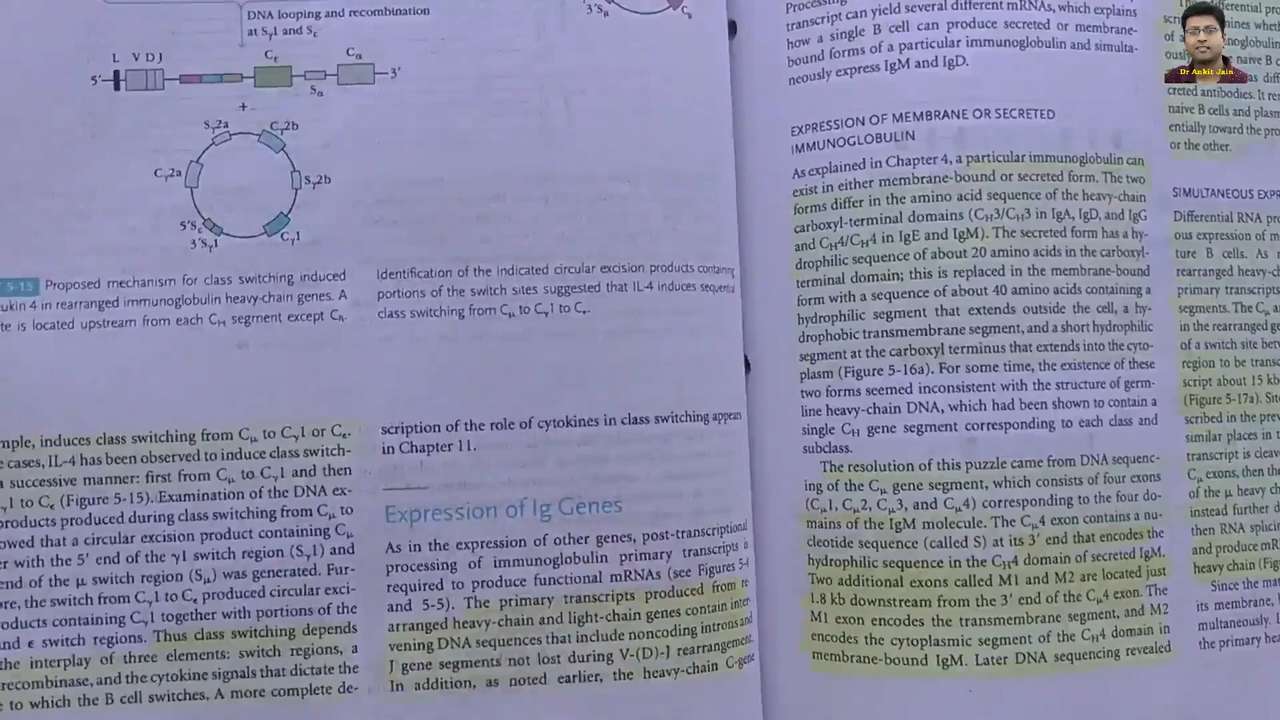 DNA looping and recombination
at Sγ1 and Sε
L V D J
Cε
Cα
5′
3′
Sα
+
Sγ2a
Cγ2b
Cγ2a
Sγ2b
5′Sε
3′Sγ1
Cγ1
3′Sμ
5-15 Proposed mechanism for class switching induced
ukin 4 in rearranged immunoglobulin heavy-chain genes. A
te is located upstream from each CH segment except Cδ.
Identification of the indicated circular excision products containing
portions of the switch sites suggested that IL-4 induces sequential
class switching from Cμ to Cγ1 to Cε.
mple, induces class switching from Cμ to Cγ1 or Cε.
e cases, IL-4 has been observed to induce class switch-
a successive manner: first from Cμ to Cγ1 and then
γ1 to Cε (Figure 5-15). Examination of the DNA ex-
products produced during class switching from Cμ to
owed that a circular excision product containing Cμ
er with the 5′ end of the γ1 switch region (Sγ1) and
end of the μ switch region (Sμ) was generated. Fur-
re, the switch from Cγ1 to Cε produced circular exci-
oducts containing Cγ1 together with portions of the
and ε switch regions. Thus class switching depends
the interplay of three elements: switch regions, a
recombinase, and the cytokine signals that dictate the
e to which the B cell switches. A more complete de-
scription of the role of cytokines in class switching appears
in Chapter 11.
Expression of Ig Genes
As in the expression of other genes, post-transcriptional
processing of immunoglobulin primary transcripts is
required to produce functional mRNAs (see Figures 5-4
and 5-5). The primary transcripts produced from re
arranged heavy-chain and light-chain genes contain inter-
vening DNA sequences that include noncoding introns and
J gene segments not lost during V-(D)-J rearrangement.
In addition, as noted earlier, the heavy-chain C-gene
Processing
transcript can yield several different mRNAs, which explains
how a single B cell can produce secreted or membrane-
bound forms of a particular immunoglobulin and simulta-
neously express IgM and IgD.
EXPRESSION OF MEMBRANE OR SECRETED
IMMUNOGLOBULIN
As explained in Chapter 4, a particular immunoglobulin can
exist in either membrane-bound or secreted form. The two
forms differ in the amino acid sequence of the heavy-chain
carboxyl-terminal domains (CH3/CH3 in IgA, IgD, and IgG
and CH4/CH4 in IgE and IgM). The secreted form has a hy-
drophilic sequence of about 20 amino acids in the carboxyl-
terminal domain; this is replaced in the membrane-bound
form with a sequence of about 40 amino acids containing a
hydrophilic segment that extends outside the cell, a hy-
drophobic transmembrane segment, and a short hydrophilic
segment at the carboxyl terminus that extends into the cyto-
plasm (Figure 5-16a). For some time, the existence of these
two forms seemed inconsistent with the structure of germ-
line heavy-chain DNA, which had been shown to contain a
single CH gene segment corresponding to each class and
subclass.
The resolution of this puzzle came from DNA sequenc-
ing of the Cμ gene segment, which consists of four exons
(Cμ1, Cμ2, Cμ3, and Cμ4) corresponding to the four do-
mains of the IgM molecule. The Cμ4 exon contains a nu-
cleotide sequence (called S) at its 3′ end that encodes the
hydrophilic sequence in the CH4 domain of secreted IgM.
Two additional exons called M1 and M2 are located just
1.8 kb downstream from the 3′ end of the Cμ4 exon. The
M1 exon encodes the transmembrane segment, and M2
encodes the cytoplasmic segment of the CH4 domain in
membrane-bound IgM. Later DNA sequencing revealed
Dr Ankit Jain
creted antibodies. It re
naive B cells and plasm
entially toward the pro
or the other.
SIMULTANEOUS EXPR
Differential RNA pro
ous expression of m
ture B cells. As
rearranged heavy-c
primary transcripts
segments. The Cμ a
in the rearranged ge
of a switch site betw
region to be transc
script about 15 kb
(Figure 5-17a). Sit
scribed in the prev
similar places in t
transcript is cleav
Cμ exons, then th
of the μ heavy ch
instead further d
then RNA splicin
and produce mR
heavy chain (Fig
Since the ma
its membrane,
multaneously.
the primary hea